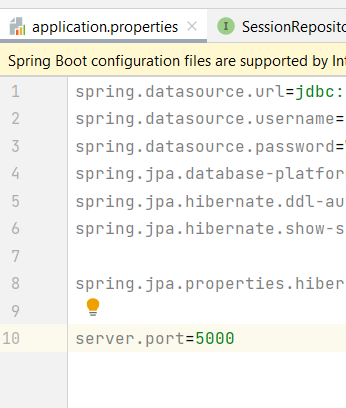 application.properties
SessionReposito
Spring Boot configuration files are supported by Int
1 spring.datasource.url=jdbc:
2 spring.datasource.username=
3 spring.datasource.password=
4 spring.jpa.database-platfor
5 spring.jpa.hibernate.ddl-au
6 spring.jpa.hibernate.show-s
7
8 spring.jpa.properties.hiber
9
10 server.port=5000